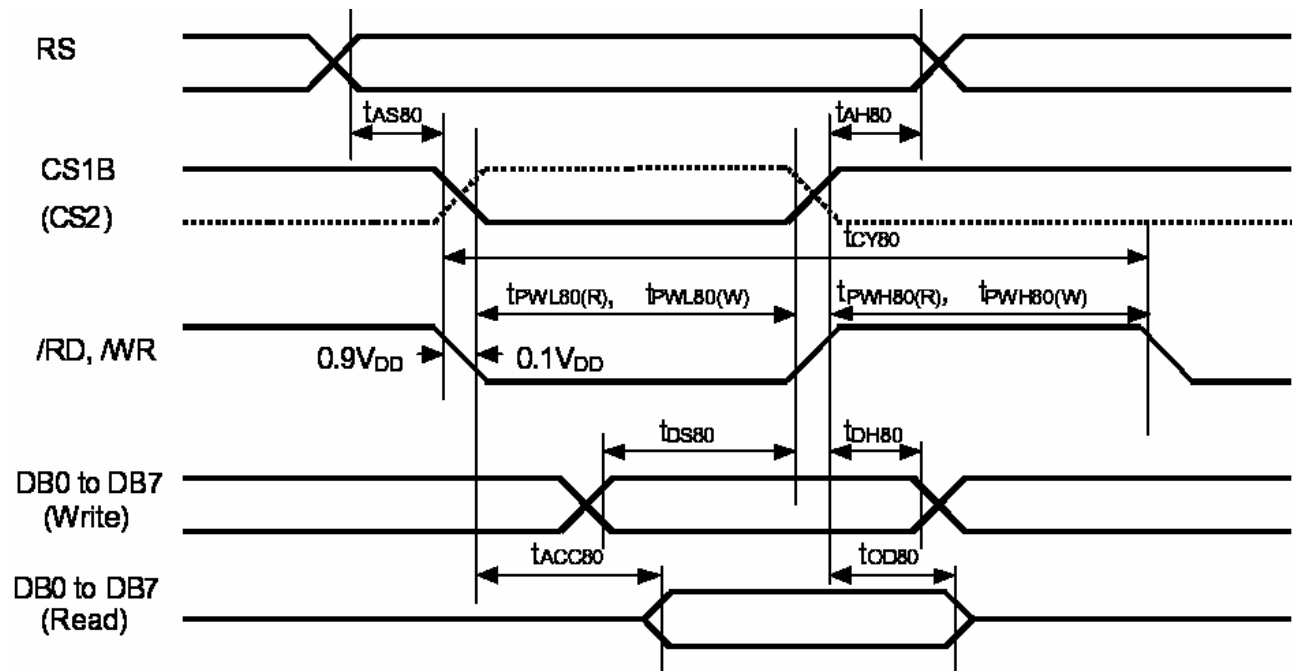 RS
tAS80
tAH80
CS1B
(CS2)
tCY80
tPWL80(R), tPWL80(W)
tPWH80(R), tPWH80(W)
/RD, /WR
0.9VDD
0.1VDD
tDS80
tDH80
DB0 to DB7
(Write)
tACC80
tOD80
DB0 to DB7
(Read)